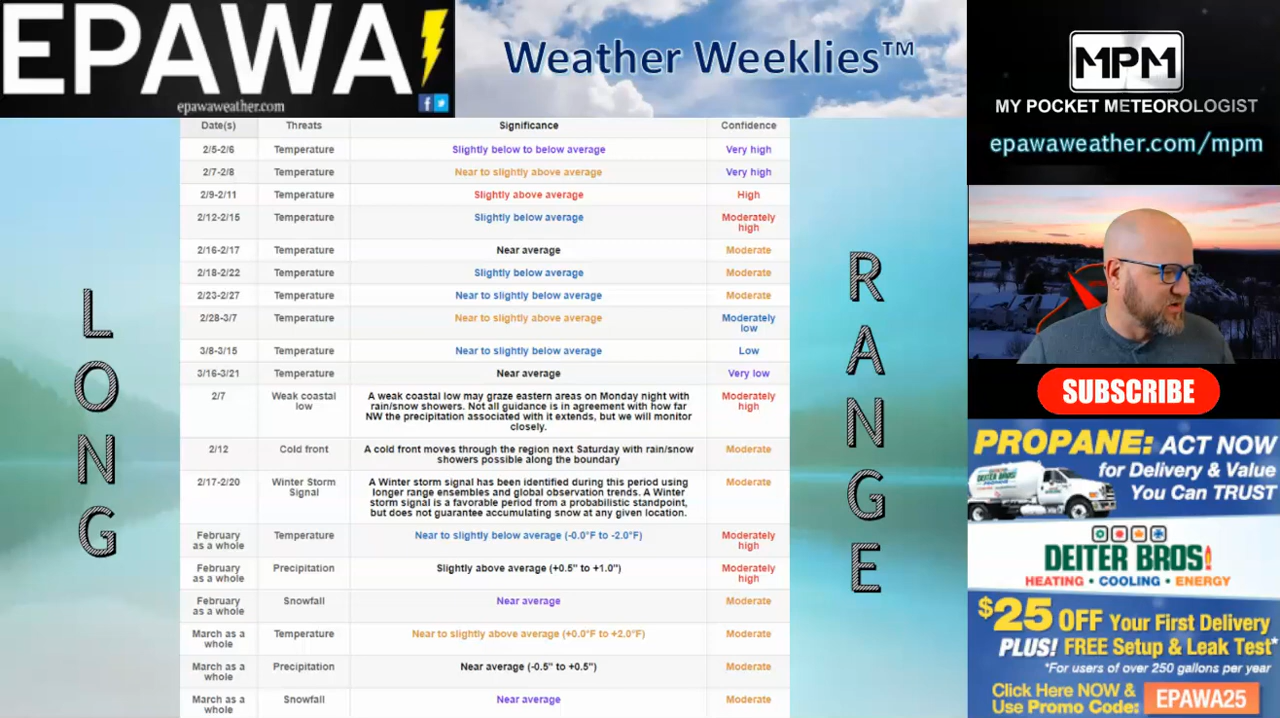 EPAWA
epawaweather.com
Weather Weeklies™
MPM
MY POCKET METEOROLOGIST
epawaweather.com/mpm
Date(s) Threats Significance Confidence
2/5-2/6 Temperature Slightly below to below average Very high
2/7-2/8 Temperature Near to slightly above average Very high
2/9-2/11 Temperature Slightly above average High
2/12-2/15 Temperature Slightly below average Moderately
high
2/16-2/17 Temperature Near average Moderate
2/18-2/22 Temperature Slightly below average Moderate
2/23-2/27 Temperature Near to slightly below average Moderate
2/28-3/7 Temperature Near to slightly above average Moderately
low
3/8-3/15 Temperature Near to slightly below average Low
3/16-3/21 Temperature Near average Very low
2/7 Weak coastal A weak coastal low may graze eastern areas on Monday night with Moderately
low rain/snow showers. Not all guidance is in agreement with how far high
NW the precipitation associated with it extends, but we will monitor
closely.
2/12 Cold front A cold front moves through the region next Saturday with rain/snow Moderate
showers possible along the boundary
2/17-2/20 Winter Storm A Winter storm signal has been identified during this period using Moderate
Signal longer range ensembles and global observation trends. A Winter
storm signal is a favorable period from a probabilistic standpoint,
but does not guarantee accumulating snow at any given location.
February Temperature Near to slightly below average (-0.0°F to -2.0°F) Moderately
as a whole high
February Precipitation Slightly above average (+0.5" to +1.0") Moderately
as a whole high
February Snowfall Near average Moderate
as a whole
March as a Temperature Near to slightly above average (+0.0°F to +2.0°F) Moderate
whole
March as a Precipitation Near average (-0.5" to +0.5") Moderate
whole
March as a Snowfall Near average Moderate
whole
LONG
RANGE
SUBSCRIBE
PROPANE: ACT NOW
for Delivery & Value
You Can TRUST
DEITER BROS!
HEATING • COOLING • ENERGY
$25 OFF Your First Delivery
PLUS! FREE Setup & Leak Test*
*For users of over 250 gallons per year
Click Here NOW &
Use Promo Code: EPAWA25